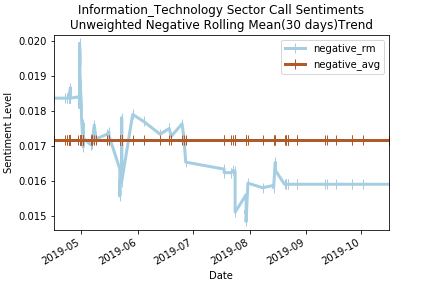 Information_Technology Sector Call Sentiments
Unweighted Negative Rolling Mean(30 days)Trend
negative_rm
negative_avg
0.020
0.019
0.018
0.017
0.016
0.015
Sentiment Level
2019-05
2019-06
2019-07
2019-08
2019-09
2019-10
Date